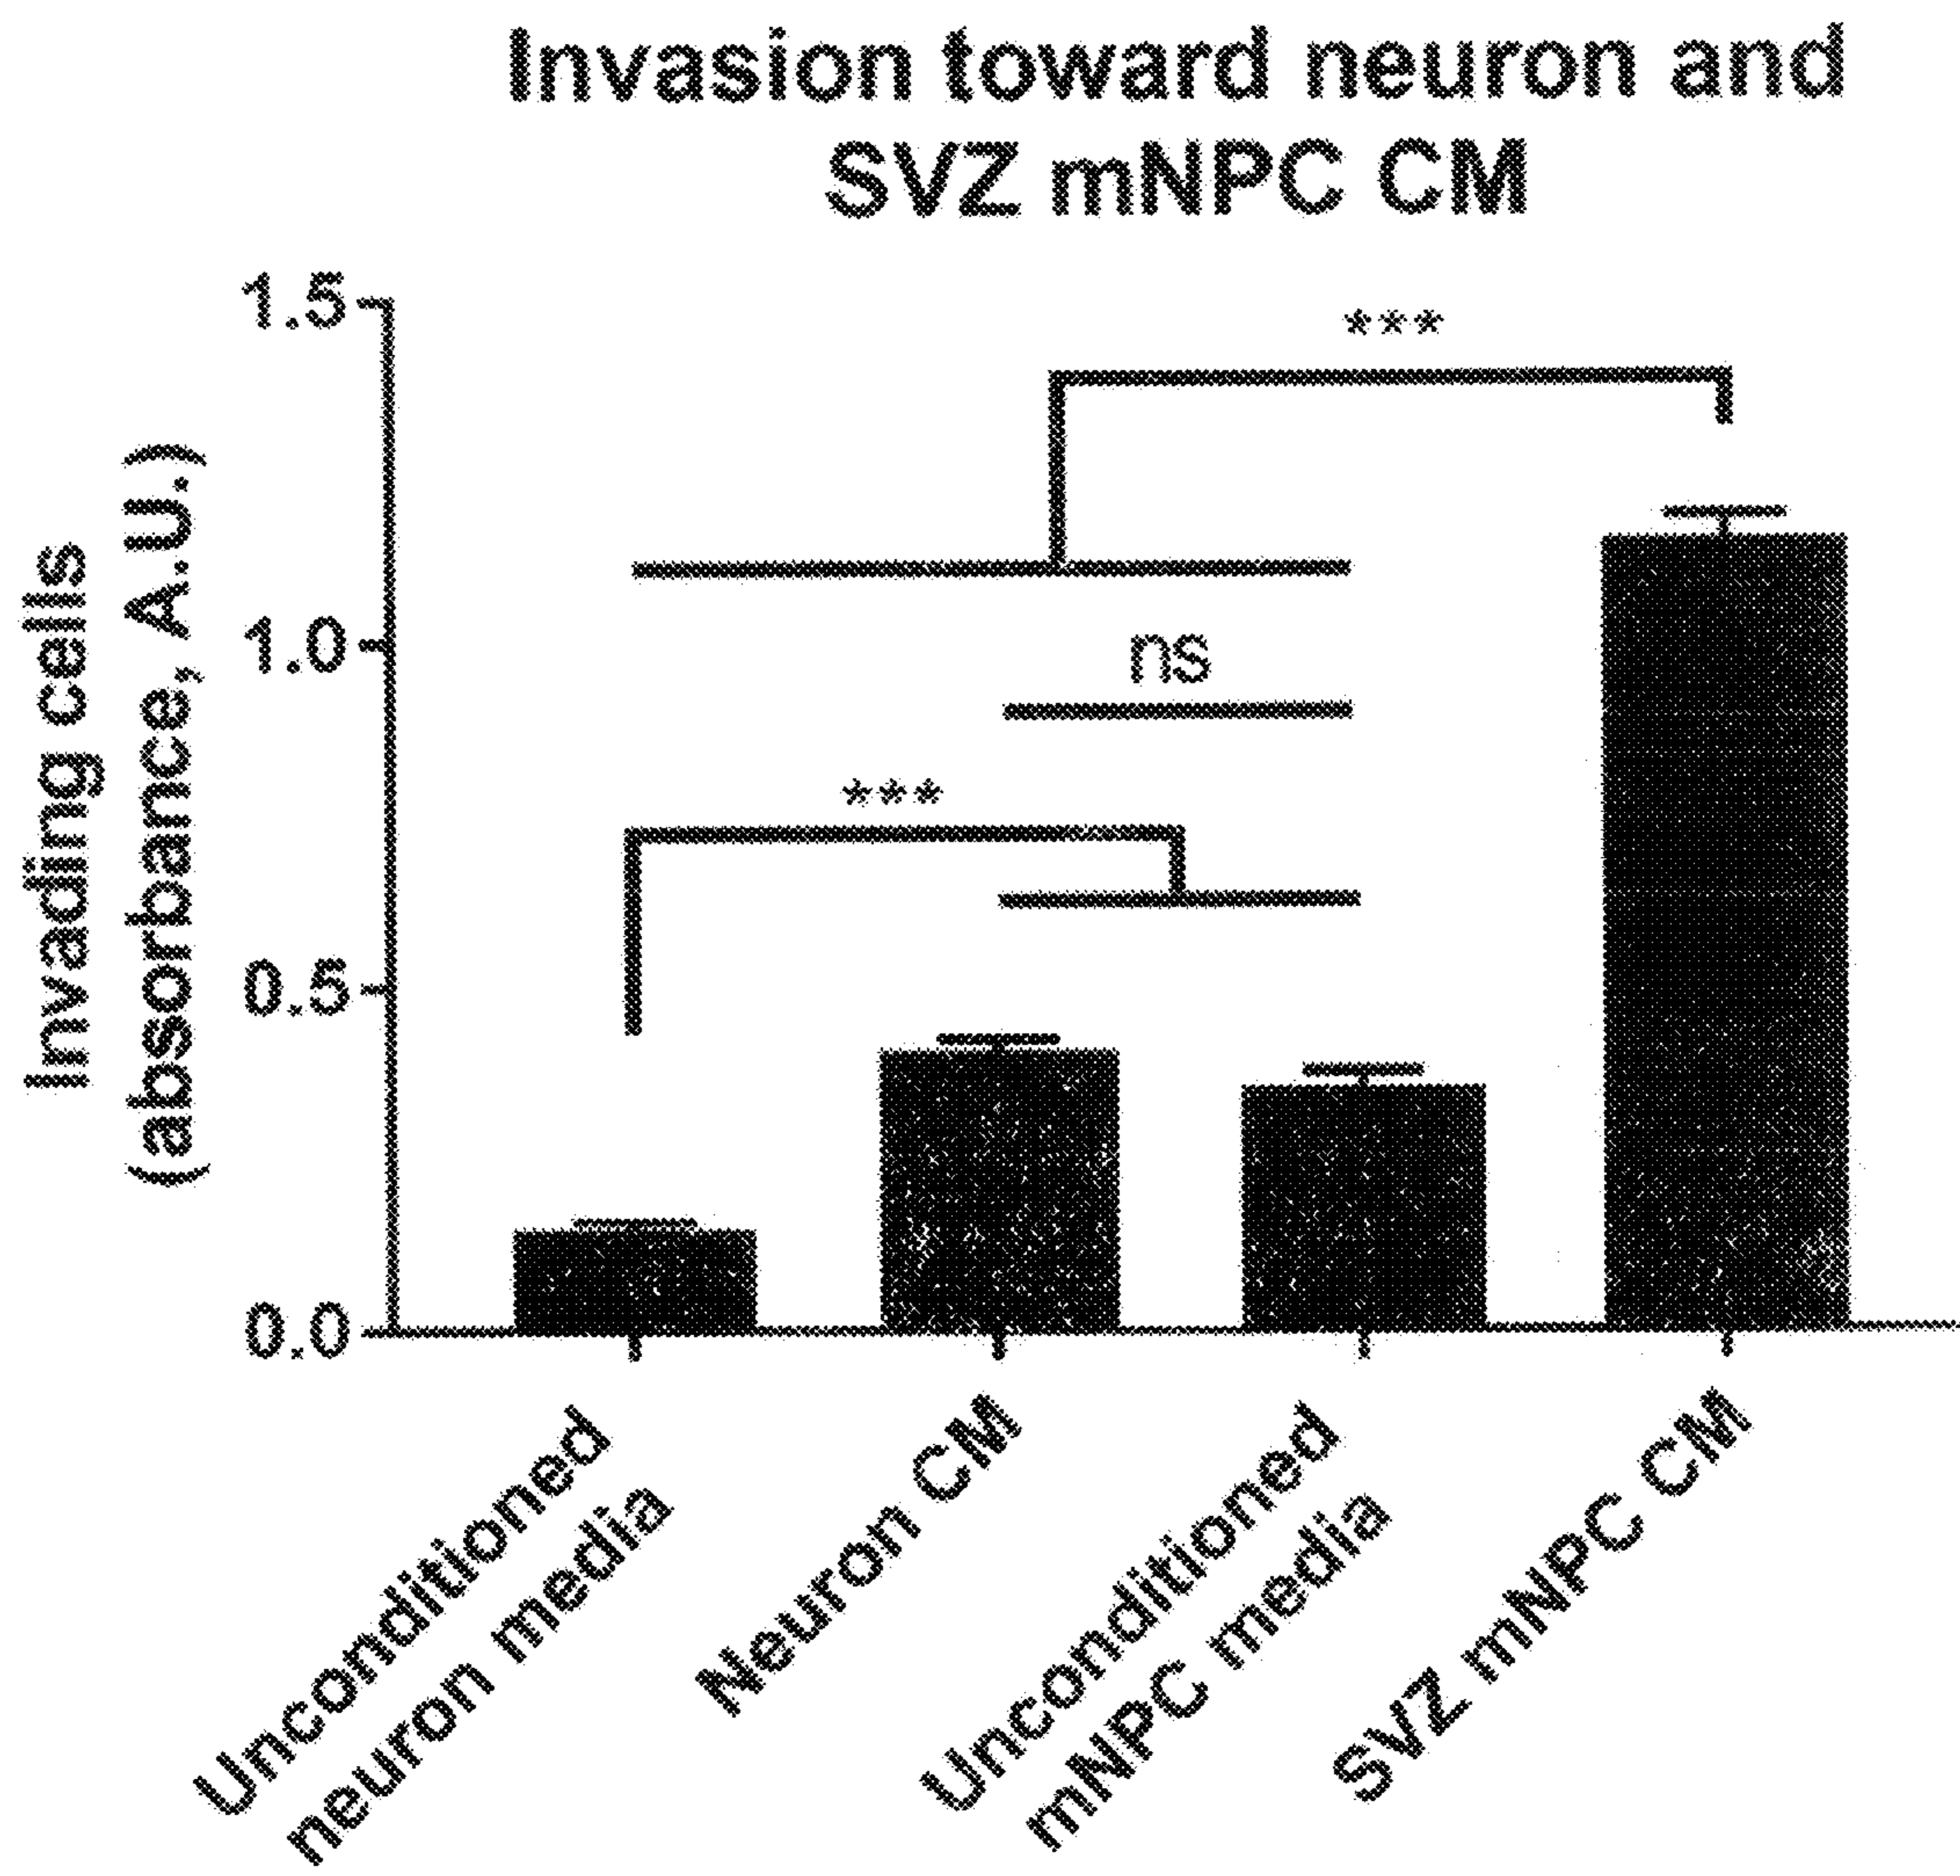 Invasion toward neuron and
SVZ mNPC CM
Invading cells
(absorbance, A.U.)
1.5
1.0
0.5
0.0
***
ns
***
Unconditioned
neuron media
Neuron CM
Unconditioned
mNPC media
SVZ mNPC CM